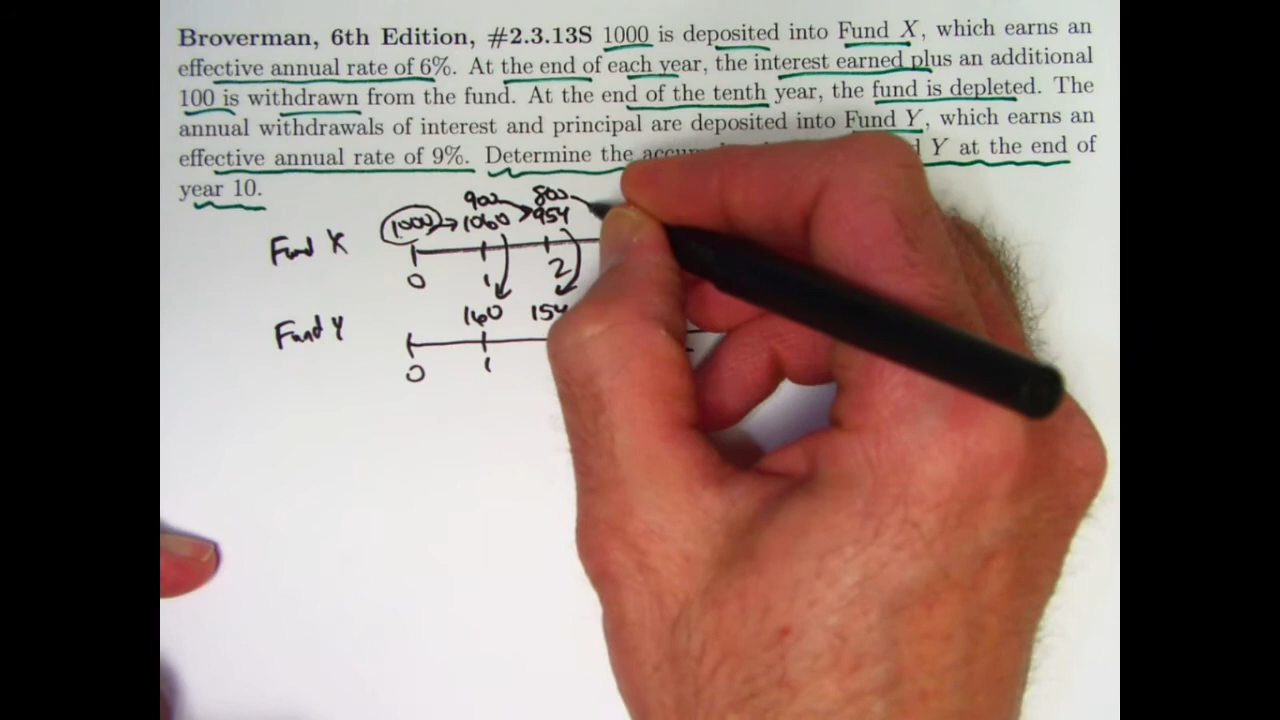 Broverman, 6th Edition, #2.3.13S 1000 is deposited into Fund X, which earns an
effective annual rate of 6%. At the end of each year, the interest earned plus an additional
100 is withdrawn from the fund. At the end of the tenth year, the fund is depleted. The
annual withdrawals of interest and principal are deposited into Fund Y, which earns an
effective annual rate of 9%. Determine the Y at the end of
year 10.
900 800
1000 1060 954
Fund X
0 1 2
160 154
Fund Y
0 1